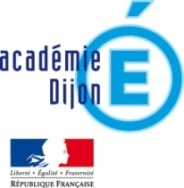 académie
Dijon
É
Liberté • Égalité • Fraternité
RÉPUBLIQUE FRANÇAISE